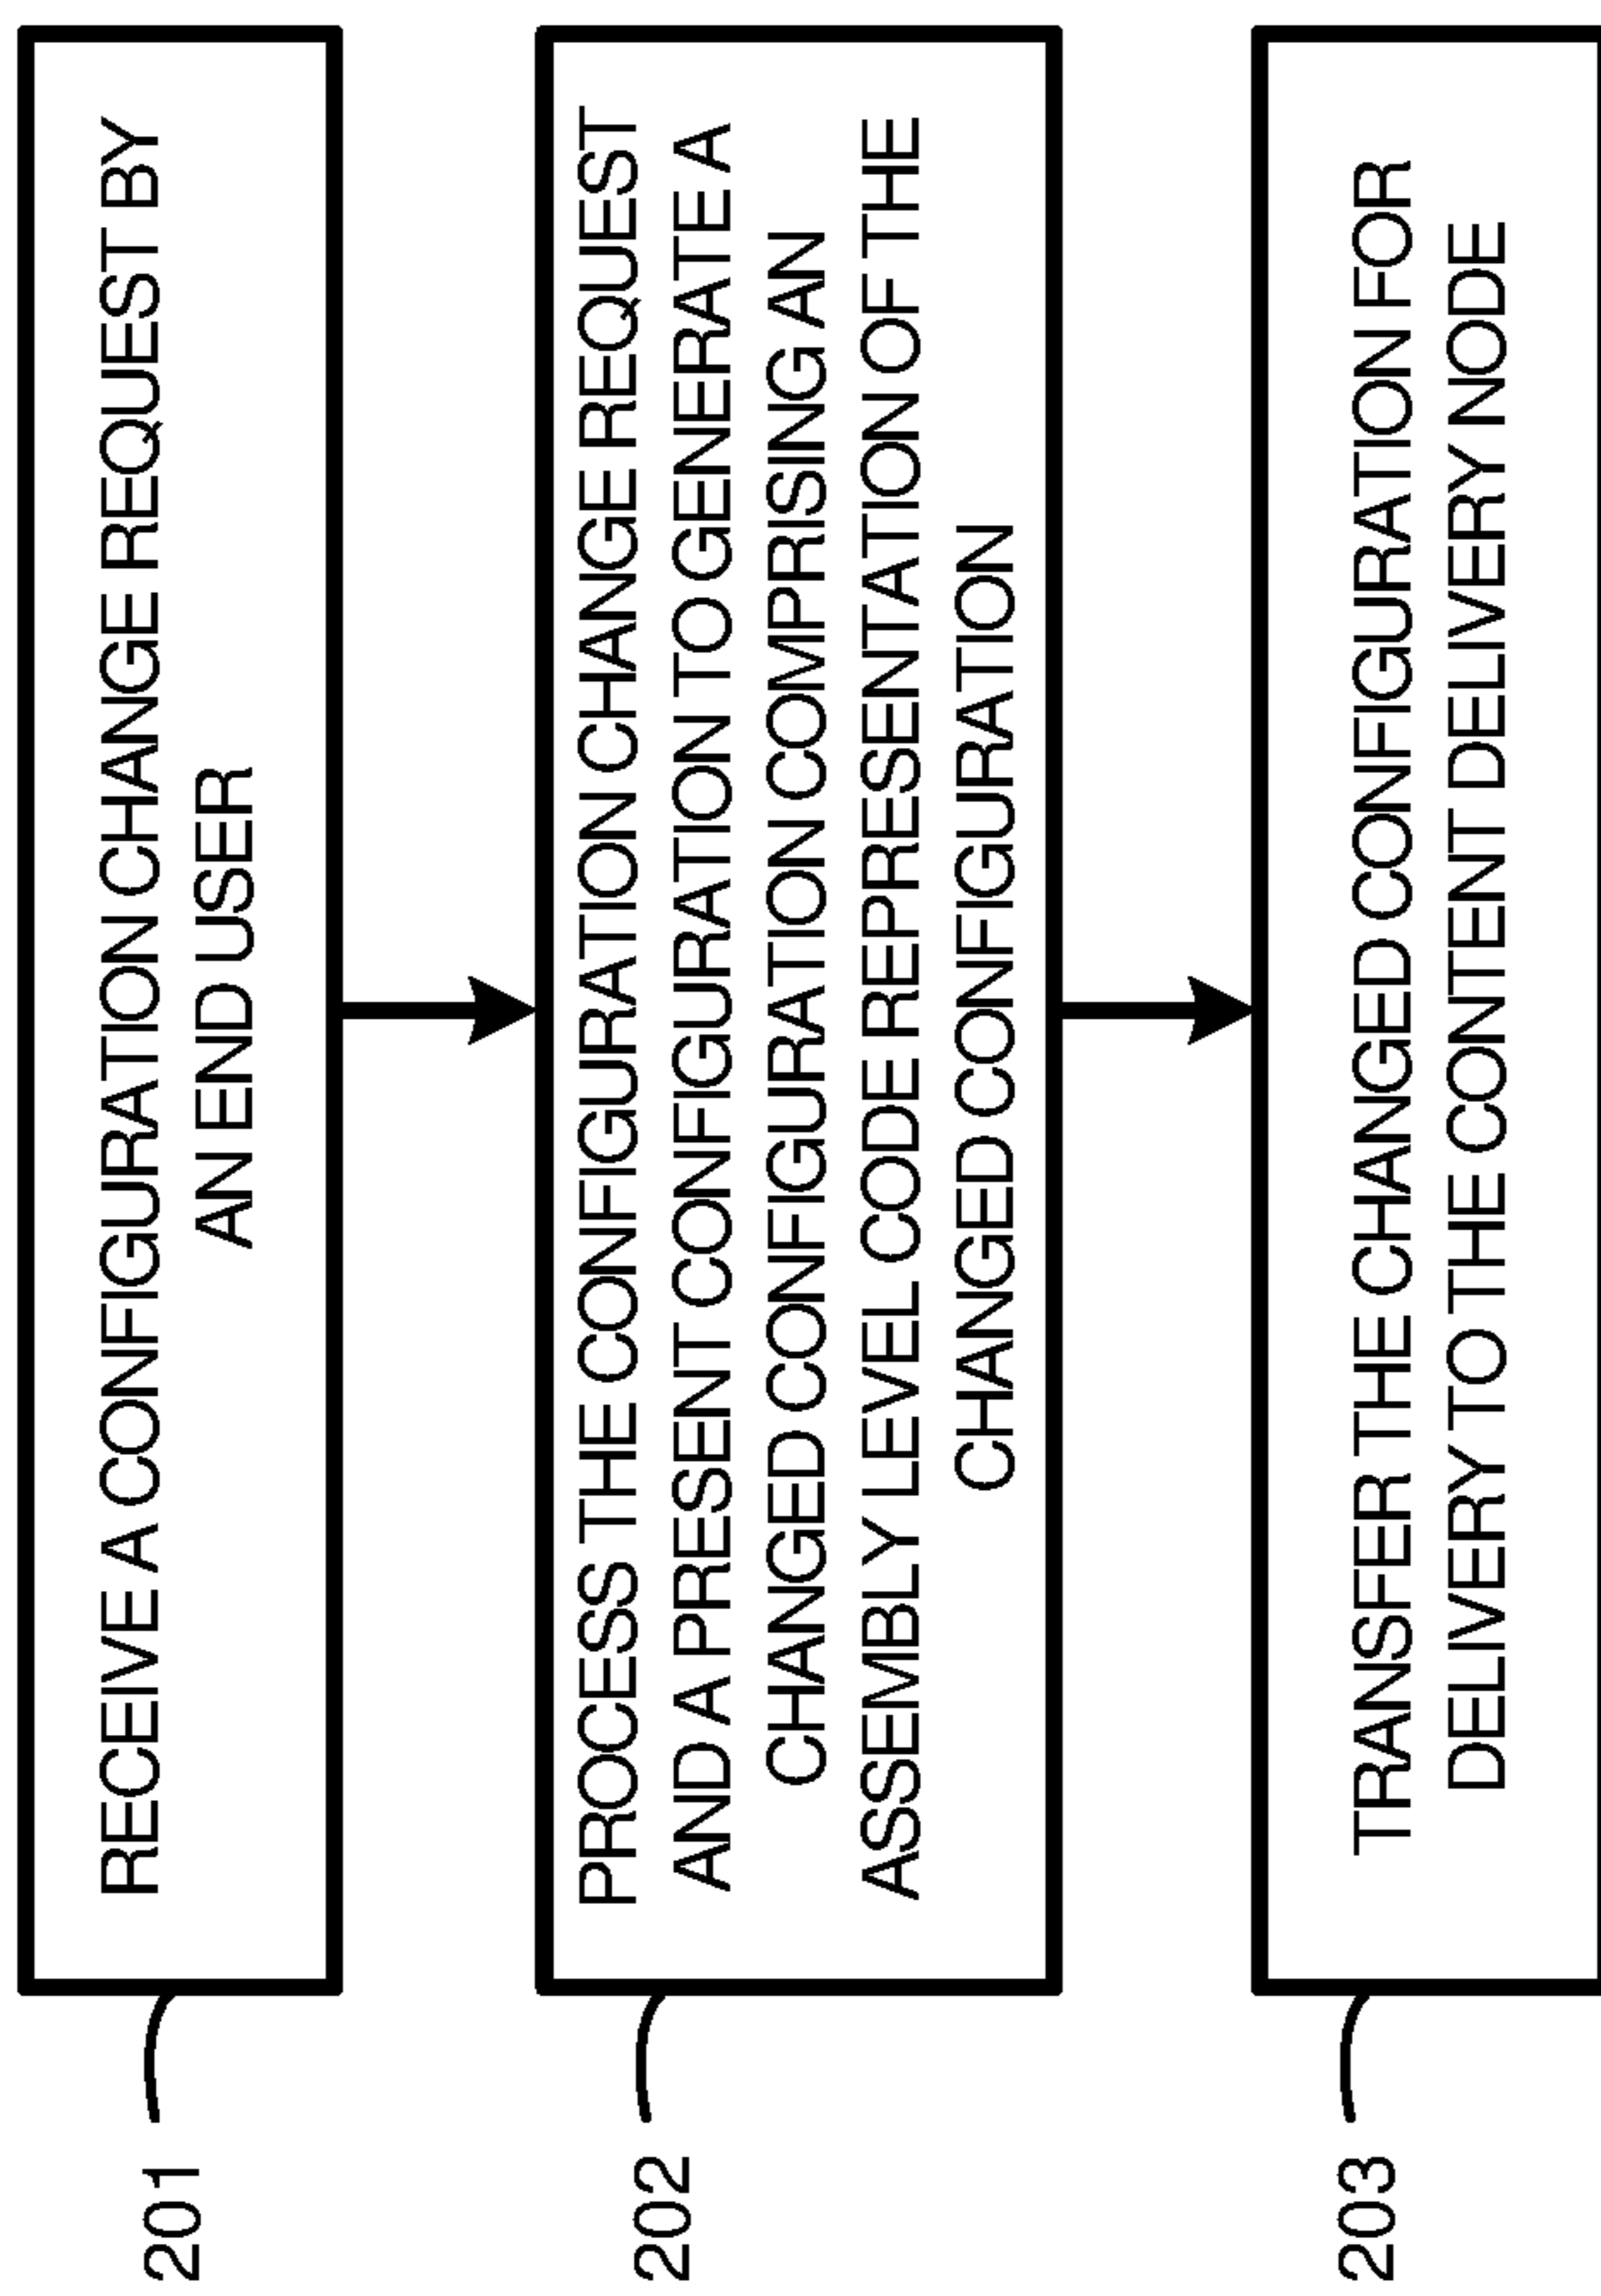 RECEIVE A CONFIGURATION CHANGE REQUEST BY
AN END USER
201
PROCESS THE CONFIGURATION CHANGE REQUEST
AND A PRESENT CONFIGURATION TO GENERATE A
CHANGED CONFIGURATION COMPRISING AN
ASSEMBLY LEVEL CODE REPRESENTATION OF THE
CHANGED CONFIGURATION
202
TRANSFER THE CHANGED CONFIGURATION FOR
DELIVERY TO THE CONTENT DELIVERY NODE
203